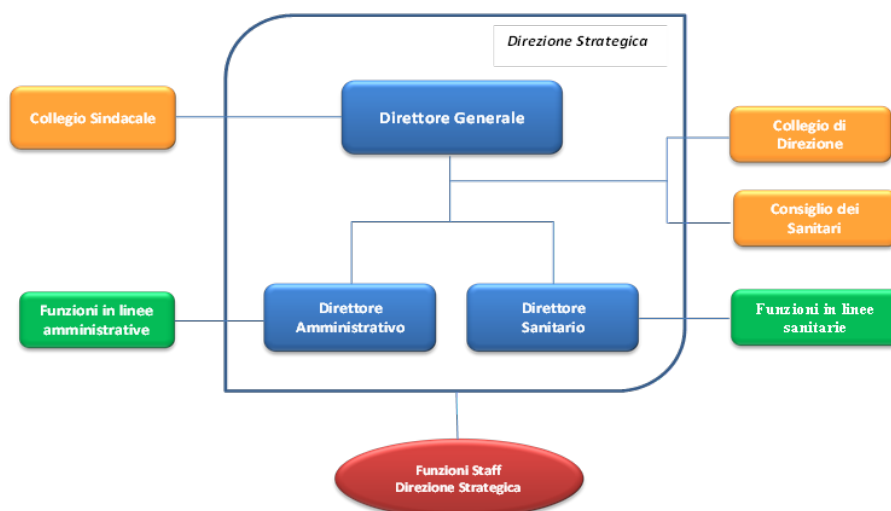 Direzione Strategica
Collegio Sindacale
Direttore Generale
Collegio di
Direzione
Consiglio dei
Sanitari
Funzioni in linee
amministrative
Direttore
Amministrativo
Direttore
Sanitario
Funzioni in linee
sanitarie
Funzioni Staff
Direzione Strategica